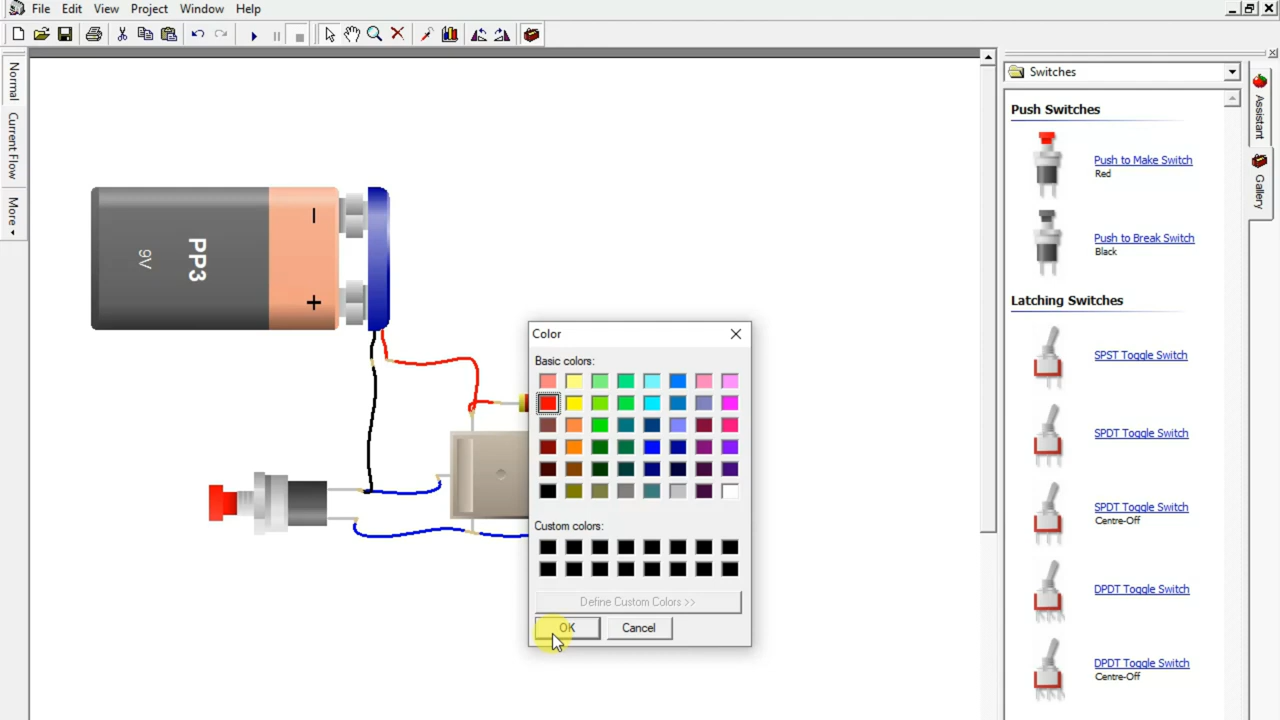 File Edit View Project Window Help
Normal
Current Flow
More
PP3
9V
−
+
Color
Basic colors:
Custom colors:
Define Custom Colors >>
OK
Cancel
Switches
Push Switches
Push to Make Switch
Red
Push to Break Switch
Black
Latching Switches
SPST Toggle Switch
SPDT Toggle Switch
SPDT Toggle Switch
Centre-Off
DPDT Toggle Switch
DPDT Toggle Switch
Centre-Off
Assistant
Gallery